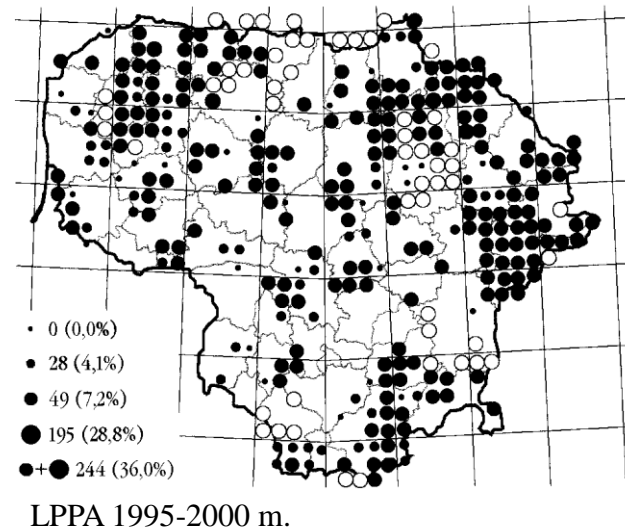 0 (0,0%)
28 (4,1%)
49 (7,2%)
195 (28,8%)
+ 244 (36,0%)
LPPA 1995-2000 m.